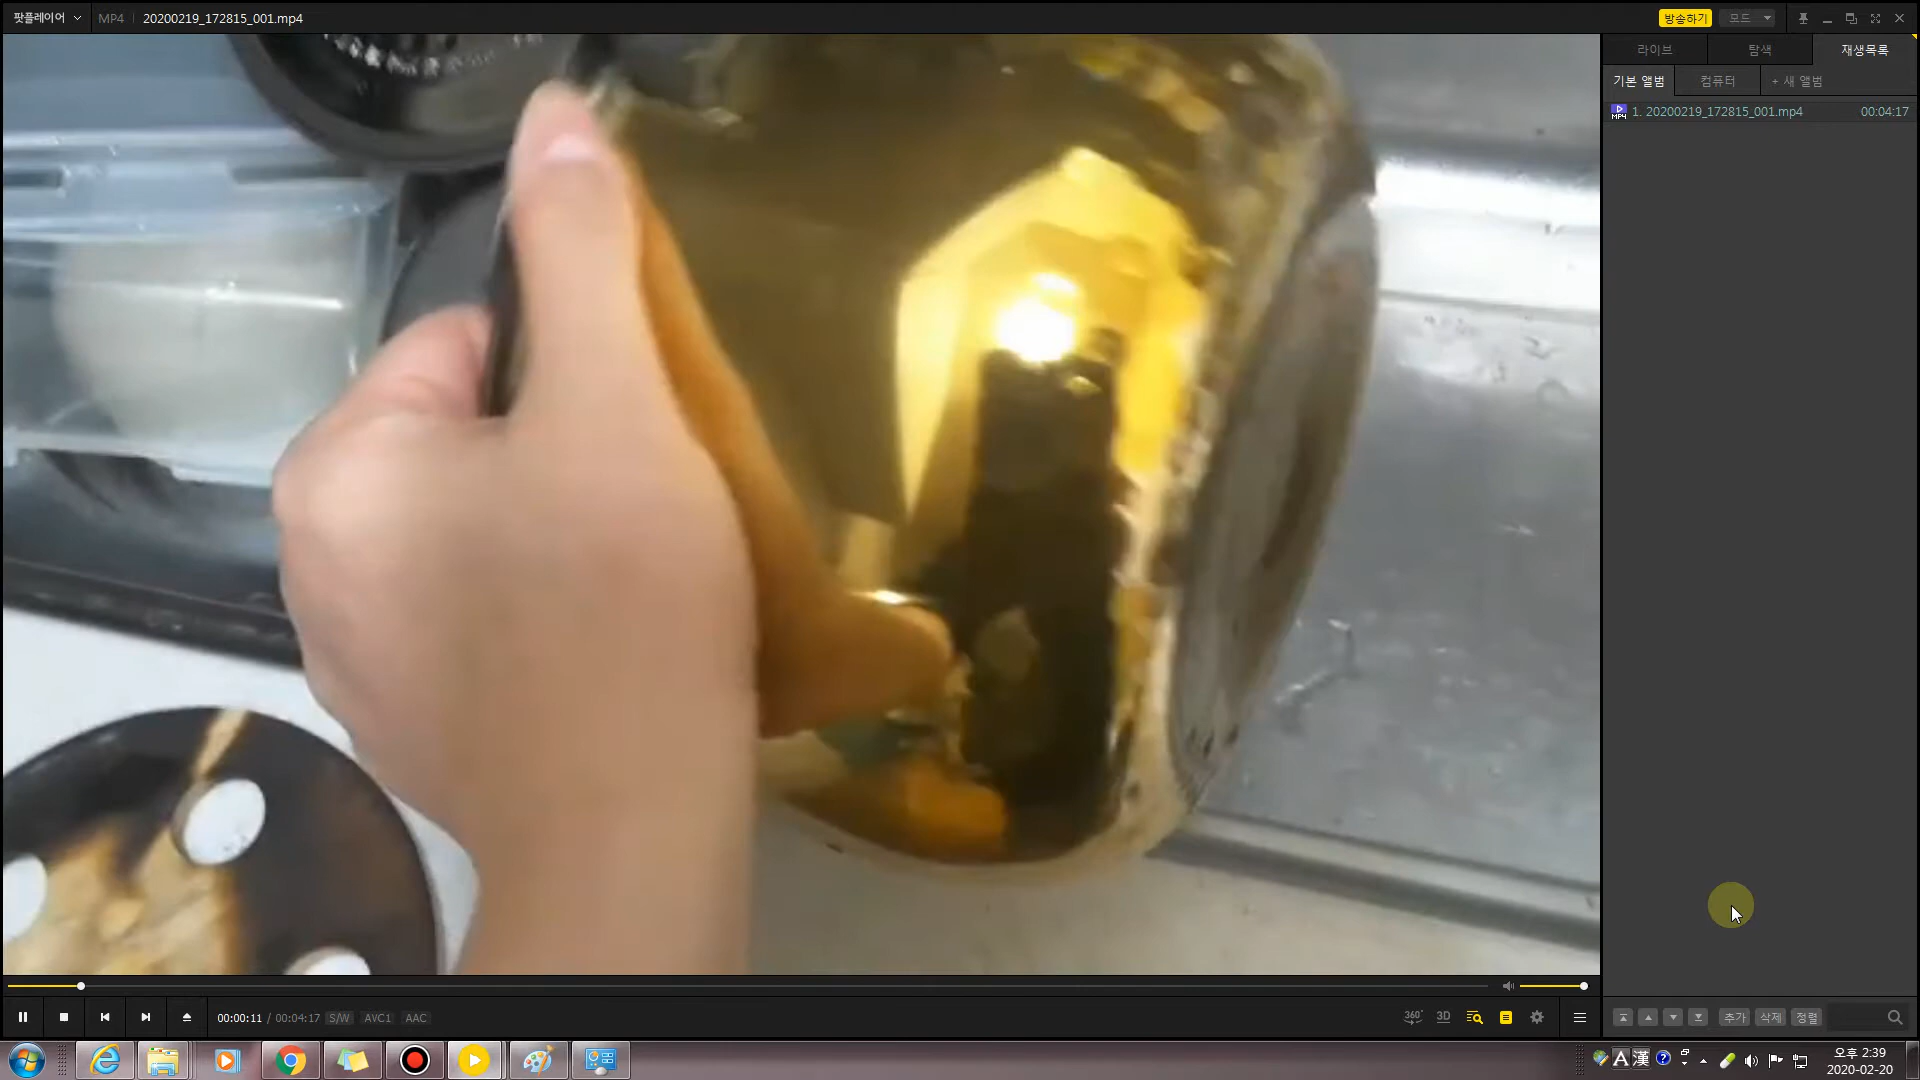 팟플레이어 MP4 20200219_172815_001.mp4 방송하기 모드
라이브 탐색 재생목록
기본 앨범 컴퓨터 + 새 앨범
MP4 1. 20200219_172815_001.mp4 00:04:17
00:00:11 / 00:04:17 S/W AVC1 AAC 360° 3D 추가 삭제 정렬
A 漢 ? 오후 2:39
2020-02-20